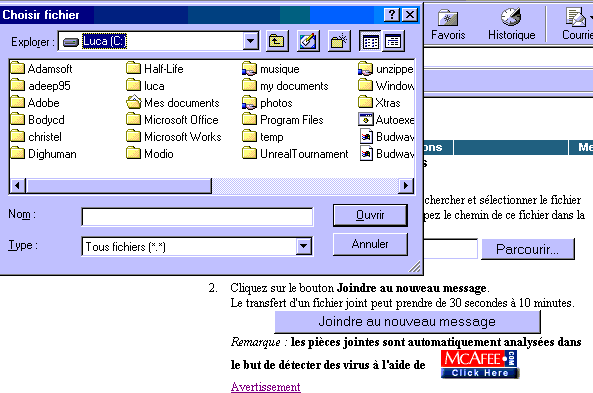 Choisir fichier
Explorer : Luca (C:)
Favoris Historique Courrie
Adamsoft Half-Life musique unzippe
adeep95 luca my documents Window
Adobe Mes documents photos Xtras
Bodycd Microsoft Office Program Files Autoexe
christel Microsoft Works temp Budwav
Dighuman Modio UnrealTournament Budwav
ons Me
s
Nom : Ouvrir
Type : Tous fichiers (*.*) Annuler
chercher et sélectionner le fichier
pez le chemin de ce fichier dans la
Parcourir...
2. Cliquez sur le bouton Joindre au nouveau message.
Le transfert d'un fichier joint peut prendre de 30 secondes à 10 minutes.
Joindre au nouveau message
Remarque : les pièces jointes sont automatiquement analysées dans
le but de détecter des virus à l'aide de McAFEE.COM
Click Here
Avertissement